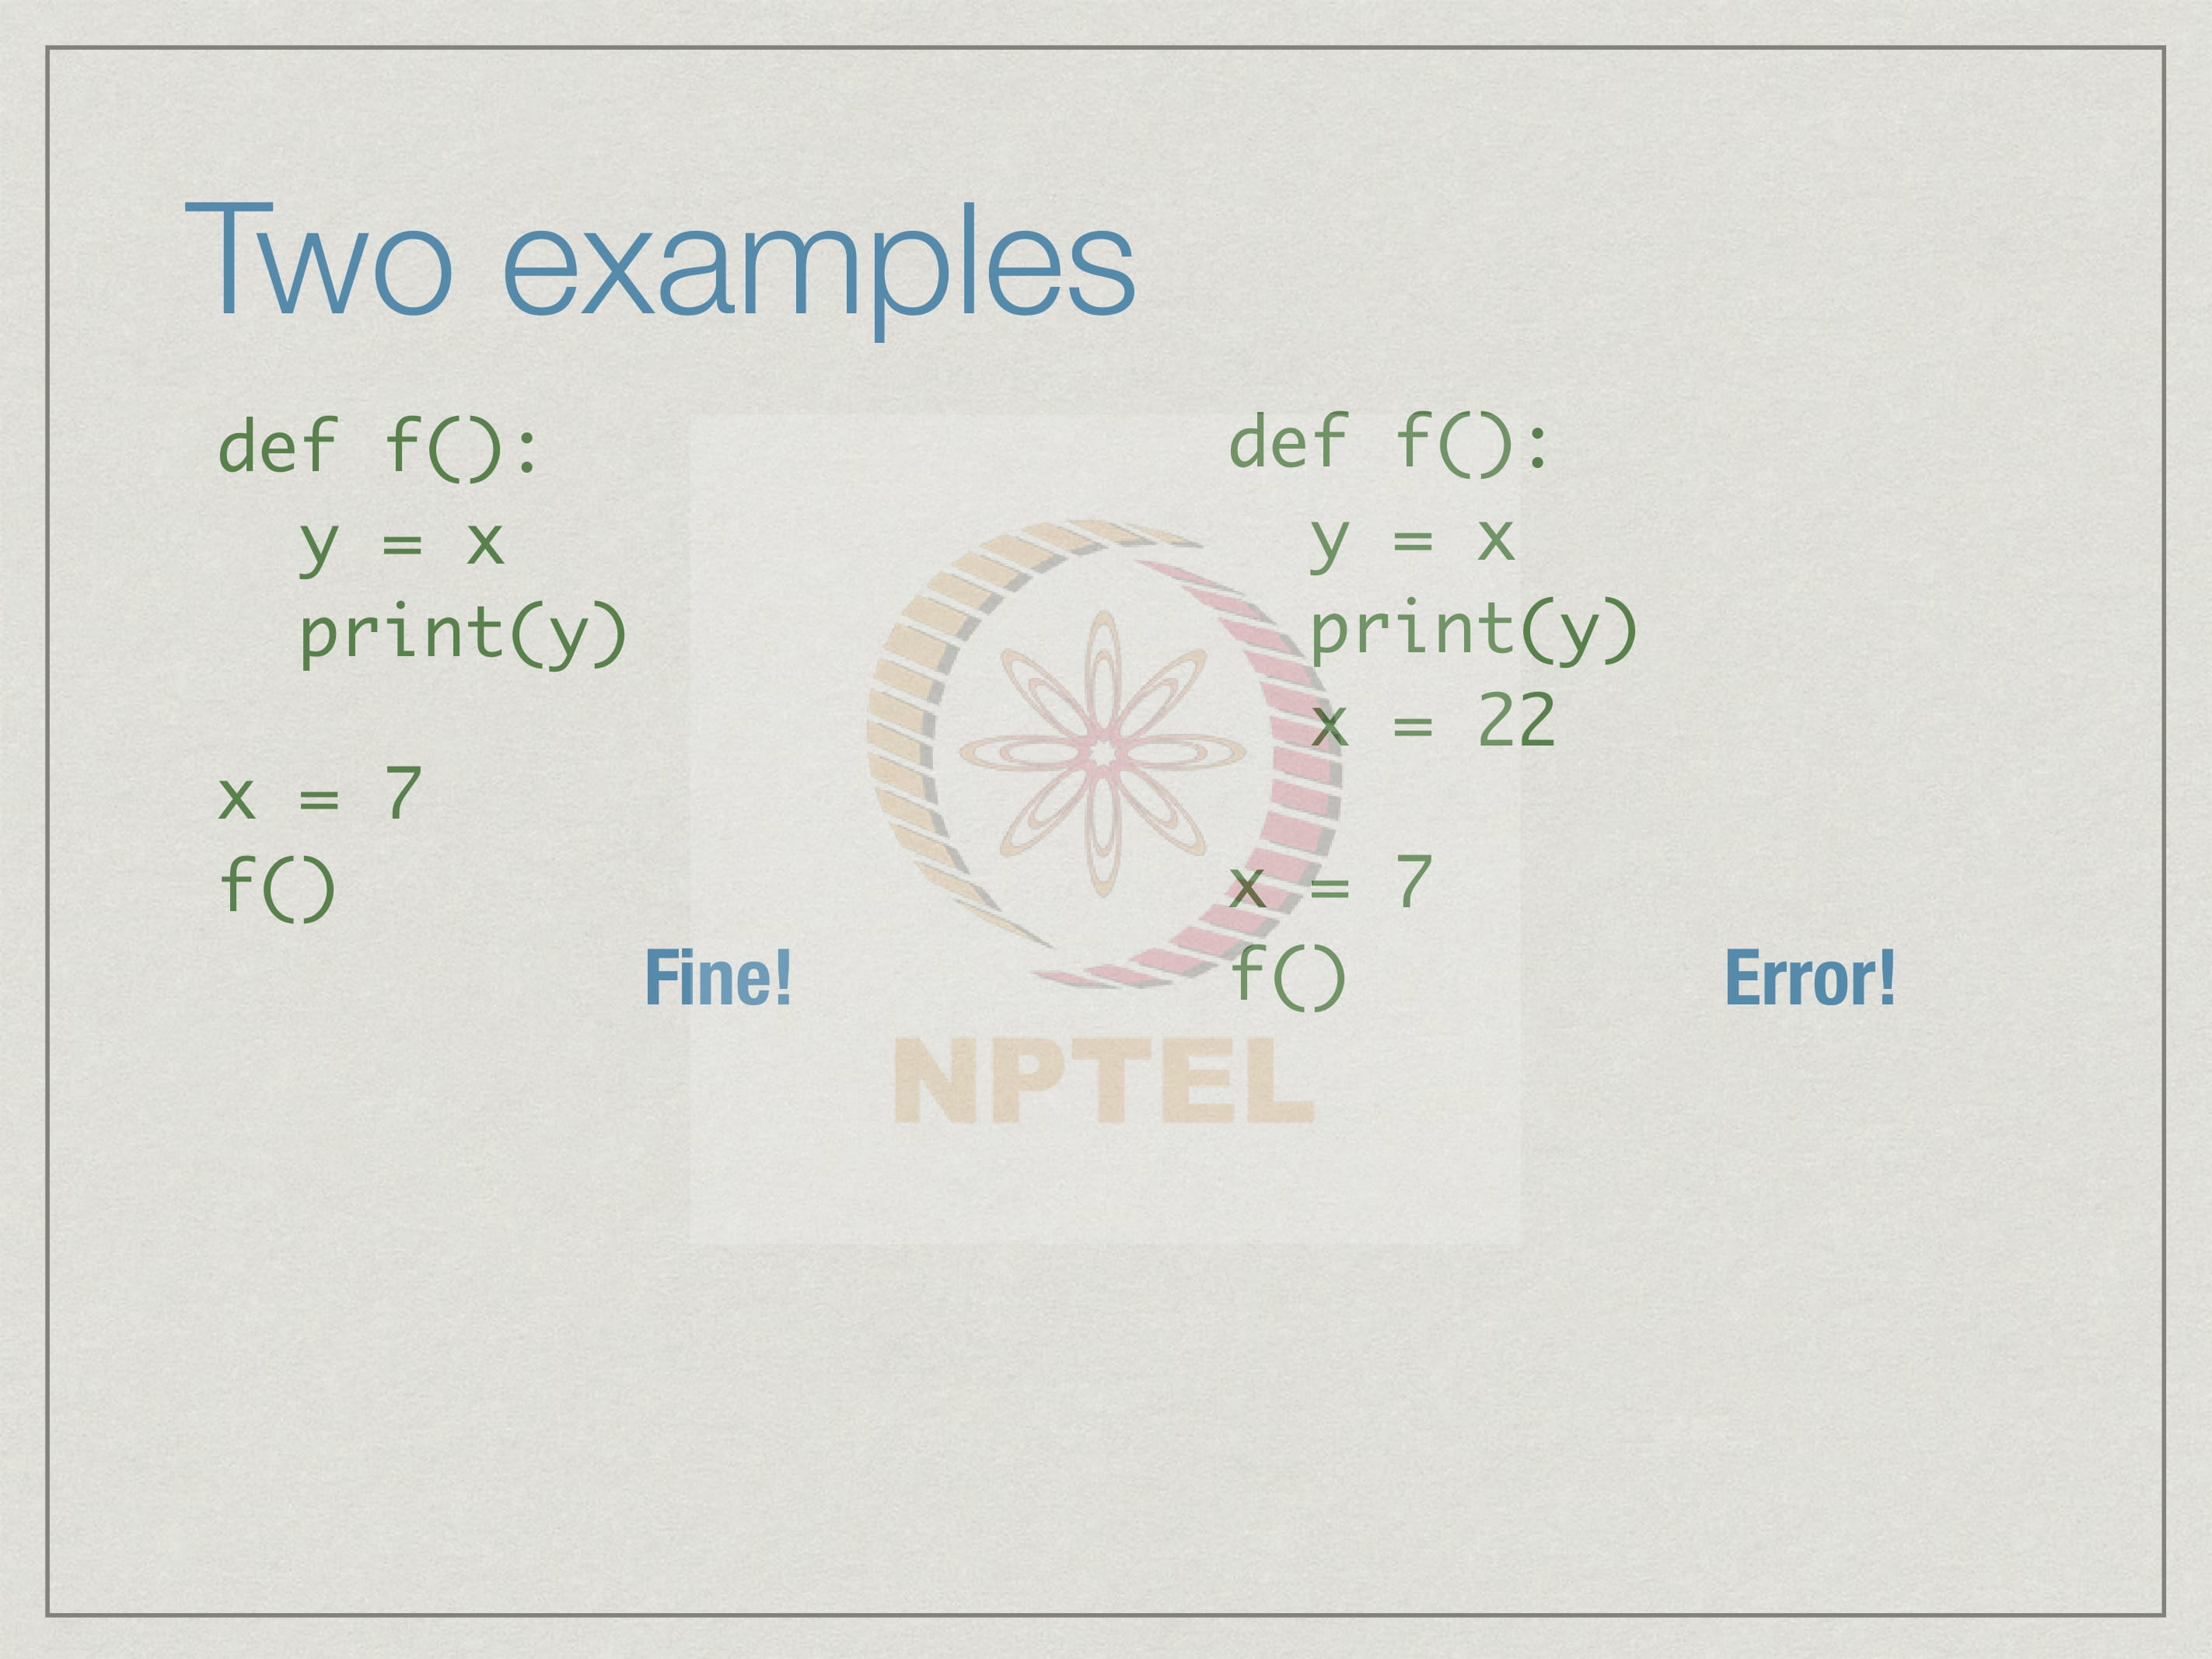 Two examples
def f():
  y = x
  print(y)
x = 7
f()
Fine!
def f():
  y = x
  print(y)
  x = 22
x = 7
f()
Error!
NPTEL